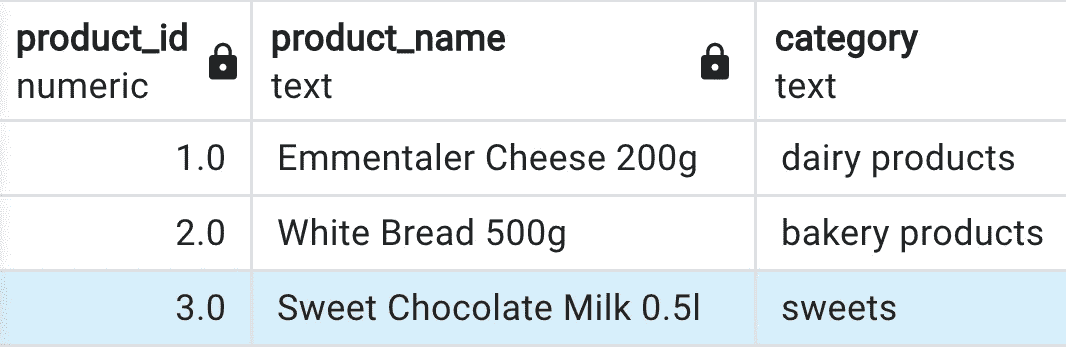 product_id product_name category
numeric text text
1.0 Emmentaler Cheese 200g dairy products
2.0 White Bread 500g bakery products
3.0 Sweet Chocolate Milk 0.5l sweets